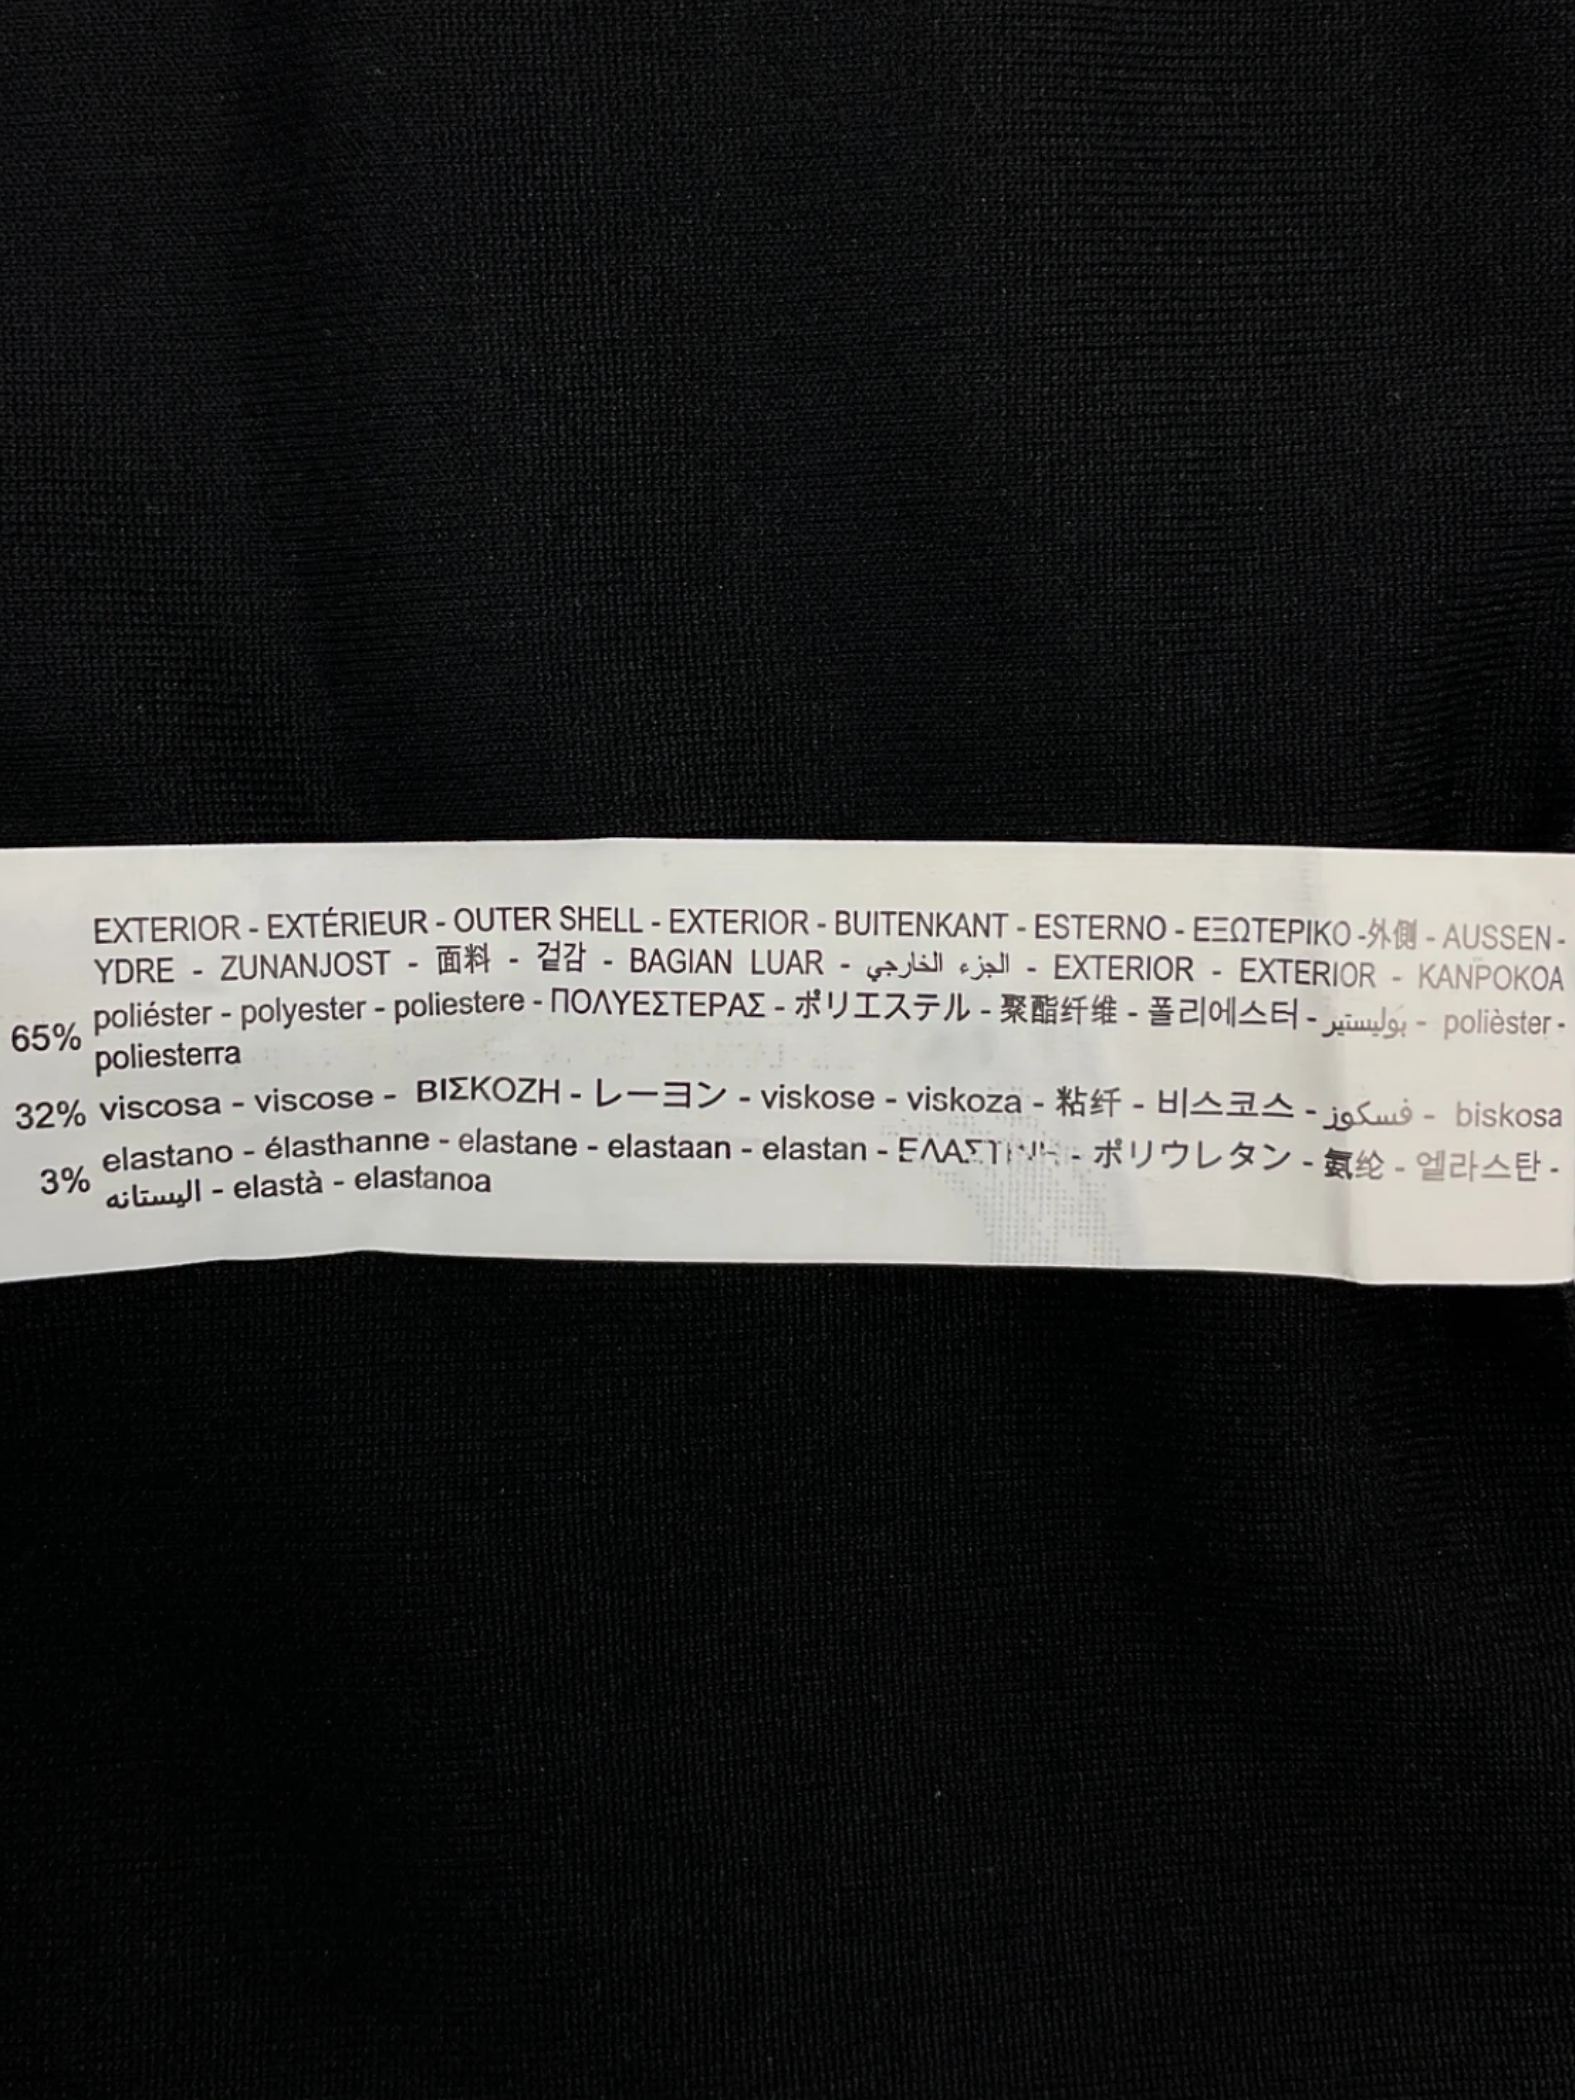 EXTERIOR - EXTÉRIEUR - OUTER SHELL - EXTERIOR - BUITENKANT - ESTERNO - ΕΞΩΤΕΡΙΚΟ -外側 - AUSSEN -
YDRE - ZUNANJOST - 面料 - 겉감 - BAGIAN LUAR - الجزء الخارجي - EXTERIOR - EXTERIOR - KANPOKOA
65% poliéster - polyester - poliestere - ΠΟΛΥΕΣΤΕΡΑΣ - ポリエステル - 聚酯纤维 - 폴리에스터 - بوليستير - polièster -
poliesterra
32% viscosa - viscose - ΒΙΣΚΟΖΗ - レーヨン - viskose - viskoza - 粘纤 - 비스코스 - فسكوز - biskosa
3% elastano - élasthanne - elastane - elastaan - elastan - - ポリウレタン - 氨纶 - 엘라스탄 -
اليستانه - elastà - elastanoa